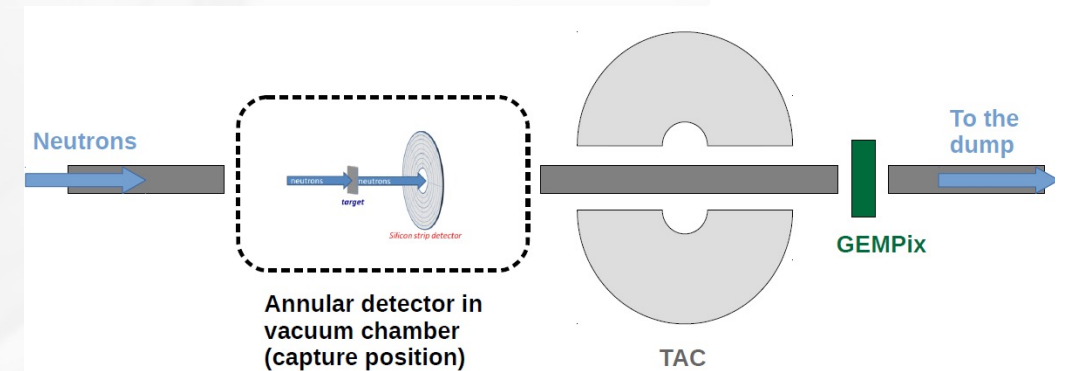 Neutrons
neutrons
neutrons
target
Silicon strip detector
Annular detector in
vacuum chamber
(capture position)
TAC
GEMPix
To the
dump